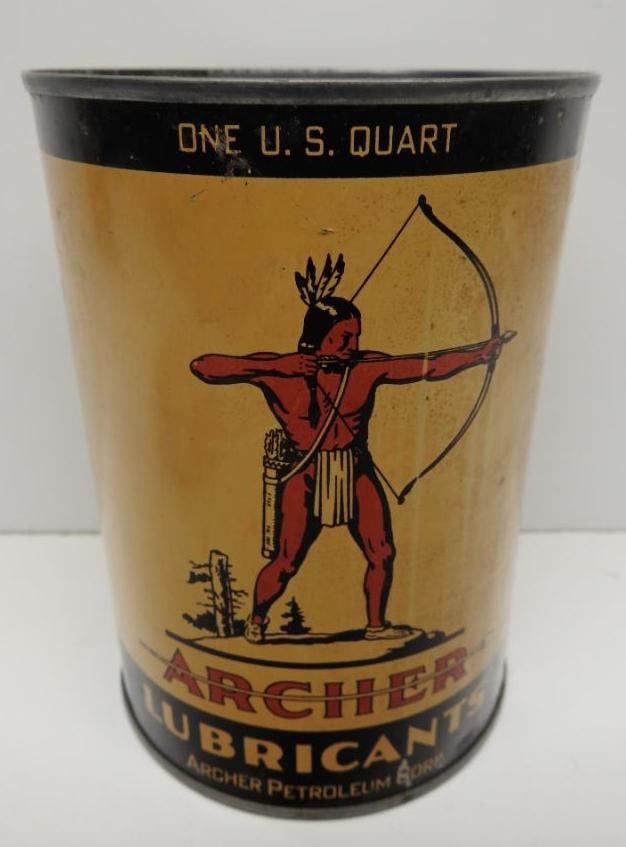 ONE U. S. QUART
ARCHER
LUBRICANTS
ARCHER PETROLEUM CORP.